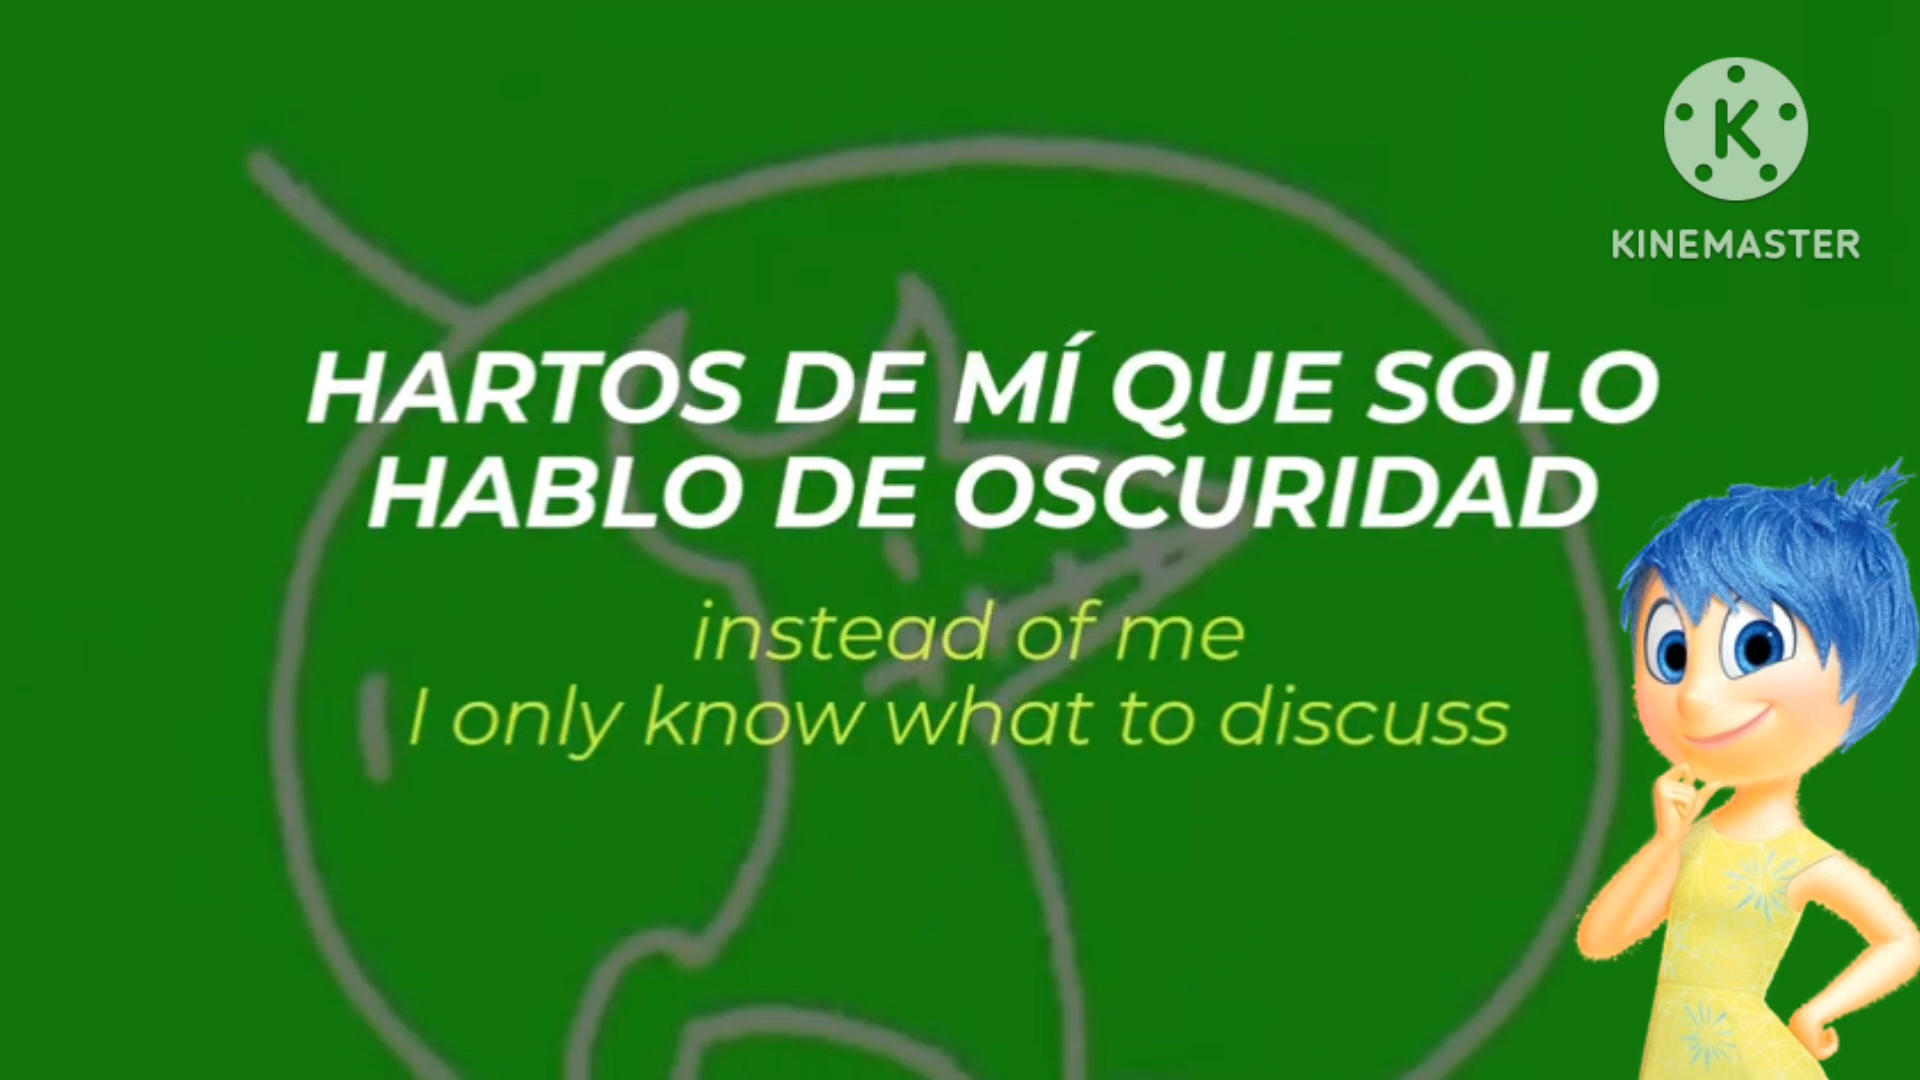 K
KINEMASTER
HARTOS DE MÍ QUE SOLO
HABLO DE OSCURIDAD
instead of me
I only know what to discuss